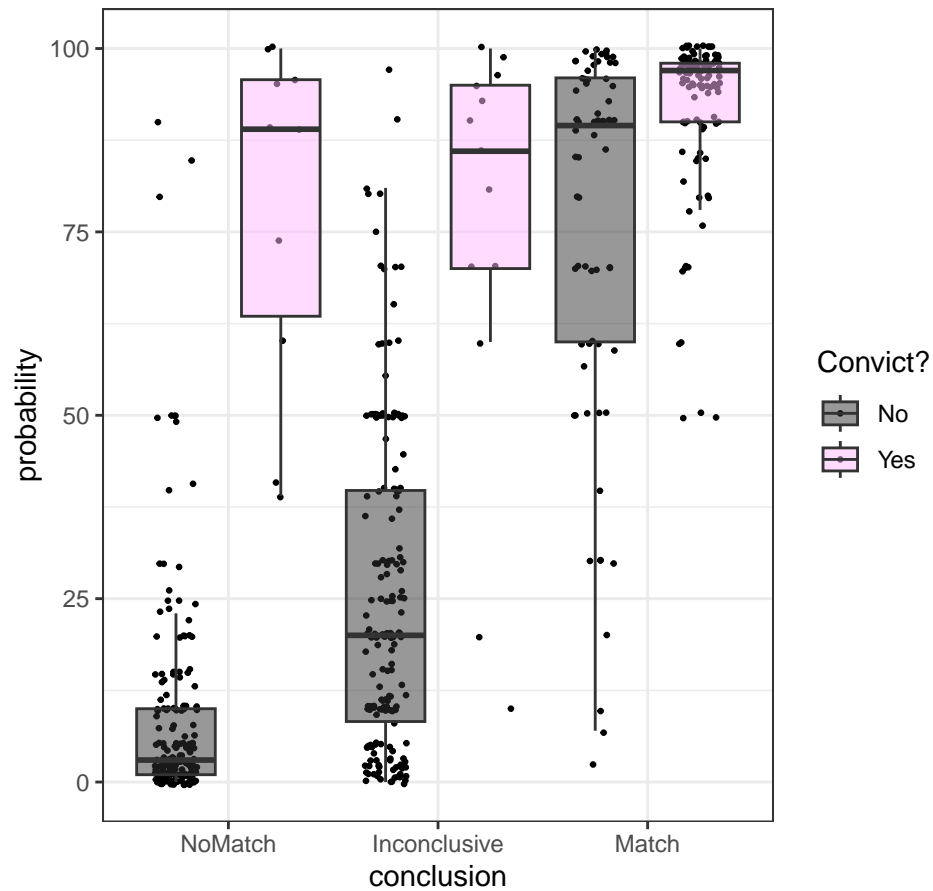 100
75
50
25
0
probability
NoMatch
Inconclusive
Match
conclusion
Convict?
No
Yes